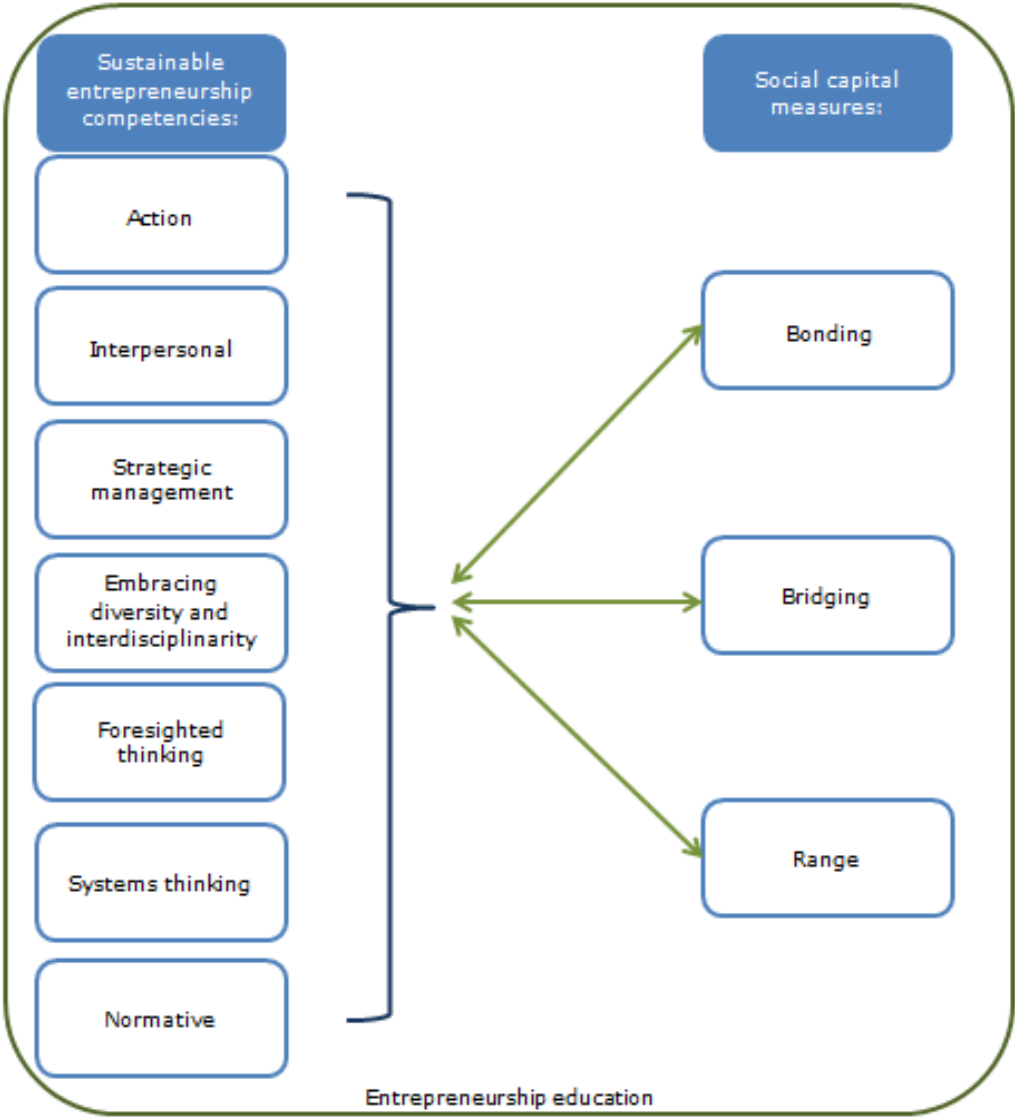 Sustainable
entrepreneurship
competencies:
Action
Interpersonal
Strategic
management
Embracing
diversity and
interdisciplinarity
Foresighted
thinking
Systems thinking
Normative
Social capital
measures:
Bonding
Bridging
Range
Entrepreneurship education